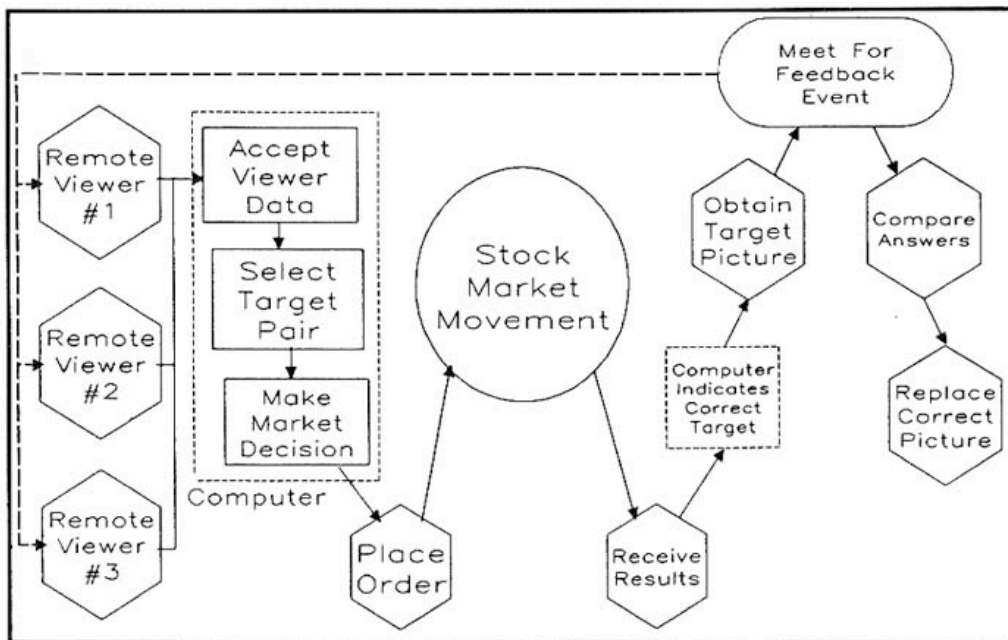 Meet For
Feedback
Event
Remote
Viewer
#1
Remote
Viewer
#2
Remote
Viewer
#3
Accept
Viewer
Data
Select
Target
Pair
Make
Market
Decision
Computer
Place
Order
Stock
Market
Movement
Receive
Results
Computer
Indicates
Correct
Target
Obtain
Target
Picture
Compare
Answers
Replace
Correct
Picture